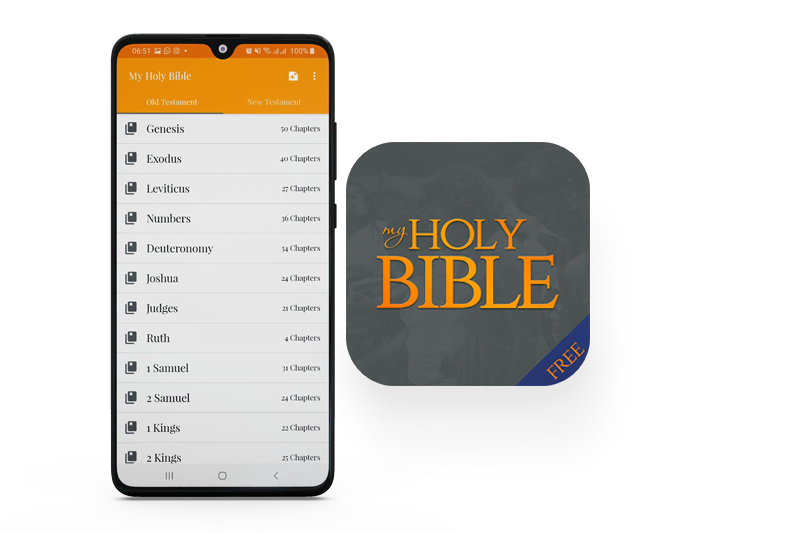 06:51 100%
My Holy Bible
Old Testament New Testament
Genesis 50 Chapters
Exodus 40 Chapters
Leviticus 27 Chapters
Numbers 36 Chapters
Deuteronomy 34 Chapters
Joshua 24 Chapters
Judges 21 Chapters
Ruth 4 Chapters
1 Samuel 31 Chapters
2 Samuel 24 Chapters
1 Kings 22 Chapters
2 Kings 25 Chapters
my HOLY
BIBLE
FREE